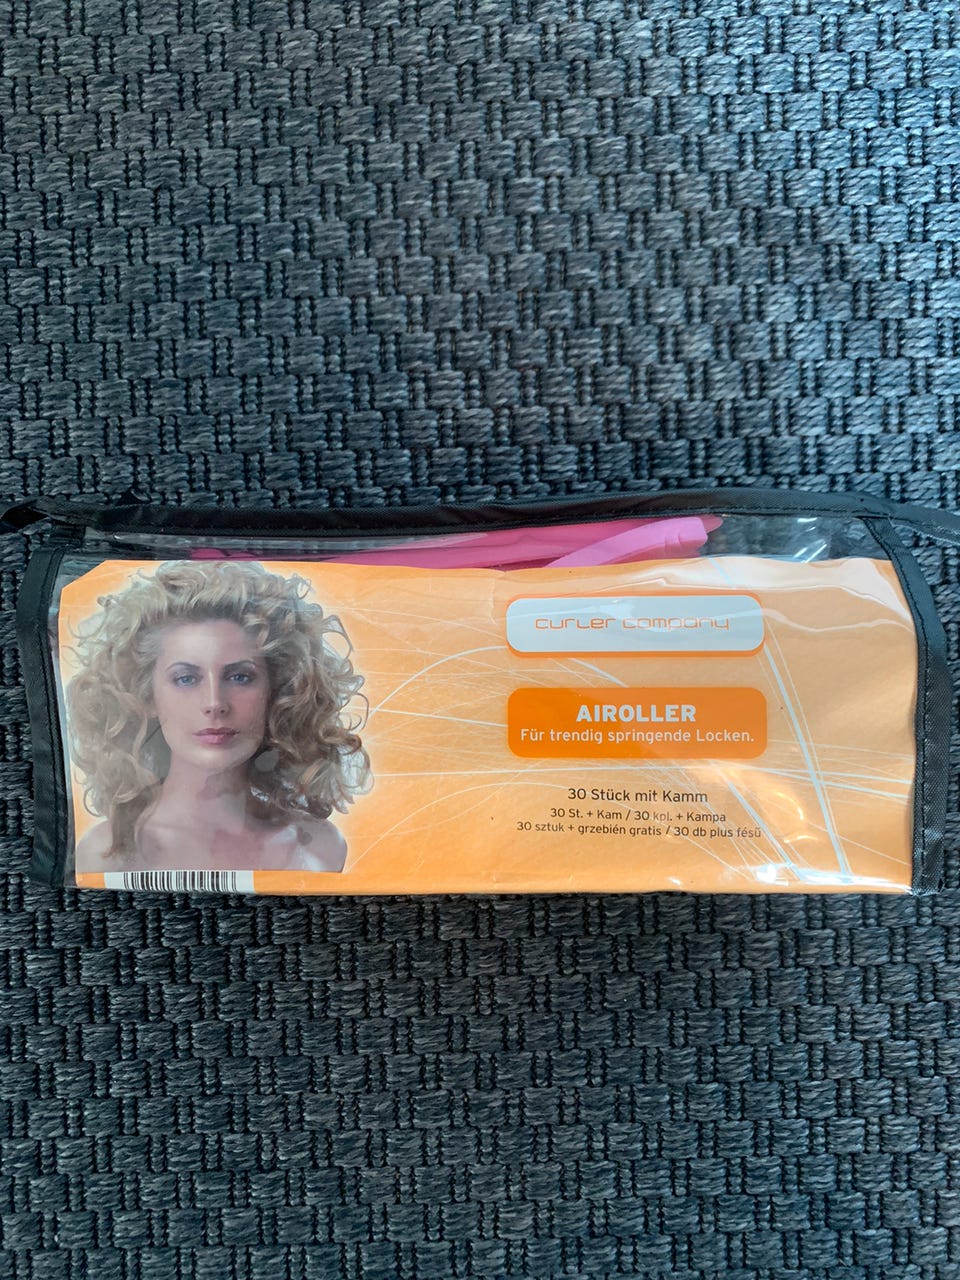 curler company
AIROLLER
Für trendig springende Locken.
30 Stück mit Kamm
30 St. + Kam / 30 kpl. + Kampa
30 sztuk + grzebién gratis / 30 db plus fésű